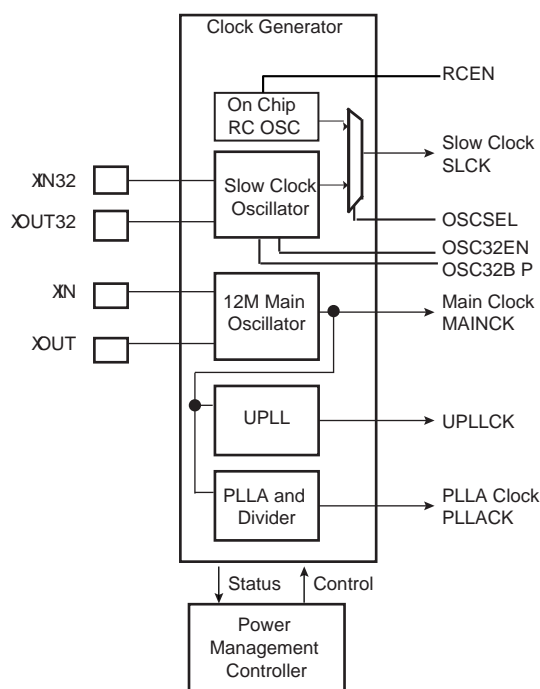 Clock Generator
RCEN
On Chip
RC OSC
Slow Clock
SLCK
XIN32
Slow Clock
Oscillator
XOUT32
OSCSEL
OSC32EN
OSC32B P
XIN
12M Main
Oscillator
Main Clock
MAINCK
XOUT
UPLL
UPLLCK
PLLA and
Divider
PLLA Clock
PLLACK
Status
Control
Power
Management
Controller